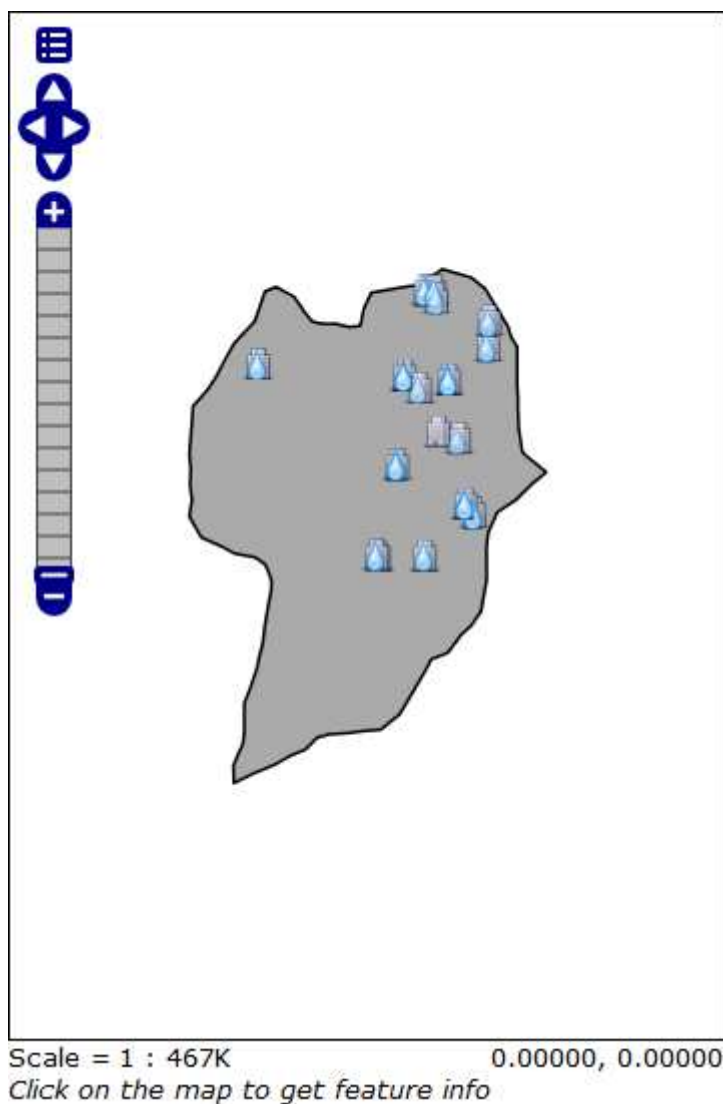 Scale = 1 : 467K 0.00000, 0.00000
Click on the map to get feature info